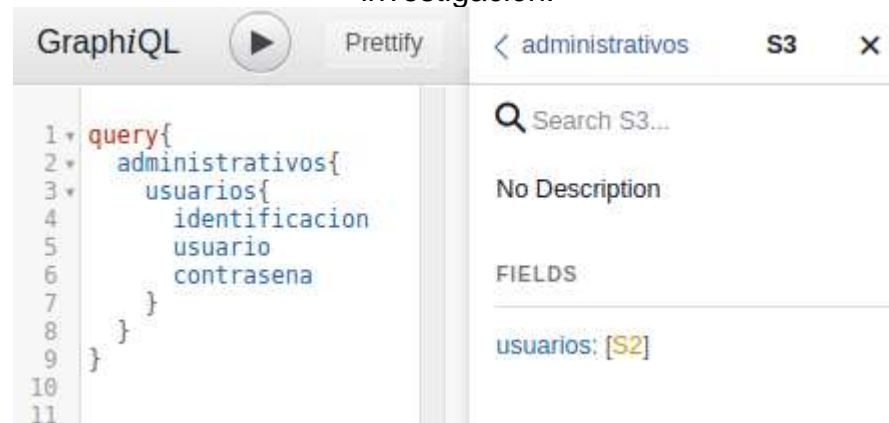 investigación.
GraphiQL Prettify
1 query{
2 administrativos{
3 usuarios{
4 identificacion
5 usuario
6 contrasena
7 }
8 }
9 }
10
11
administrativos S3 ×
Search S3...
No Description
FIELDS
usuarios: [S2]